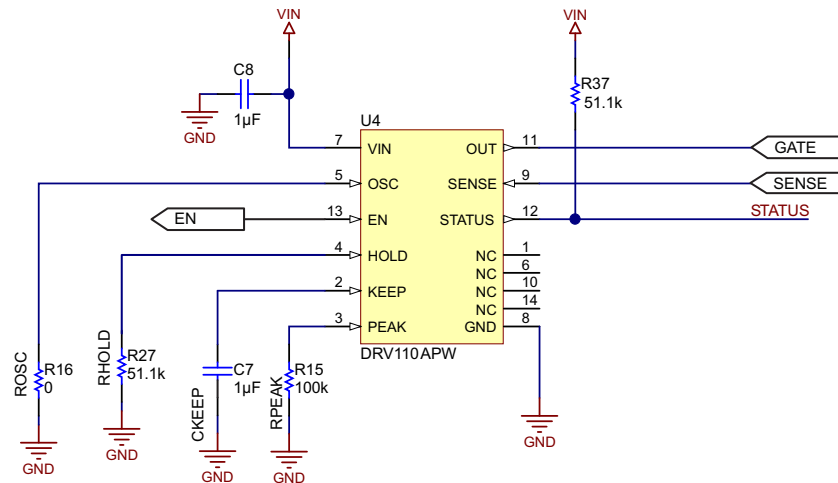 VIN
VIN
C8
1µF
GND
R37
51.1k
U4
7
VIN
OUT
11
GATE
5
OSC
SENSE
9
SENSE
EN
13
EN
STATUS
12
STATUS
4
HOLD
NC
1
NC
6
2
KEEP
NC
10
NC
14
3
PEAK
GND
8
DRV110APW
ROSC
R16
0
RHOLD
R27
51.1k
CKEEP
C7
1µF
RPEAK
R15
100k
GND
GND
GND
GND
GND